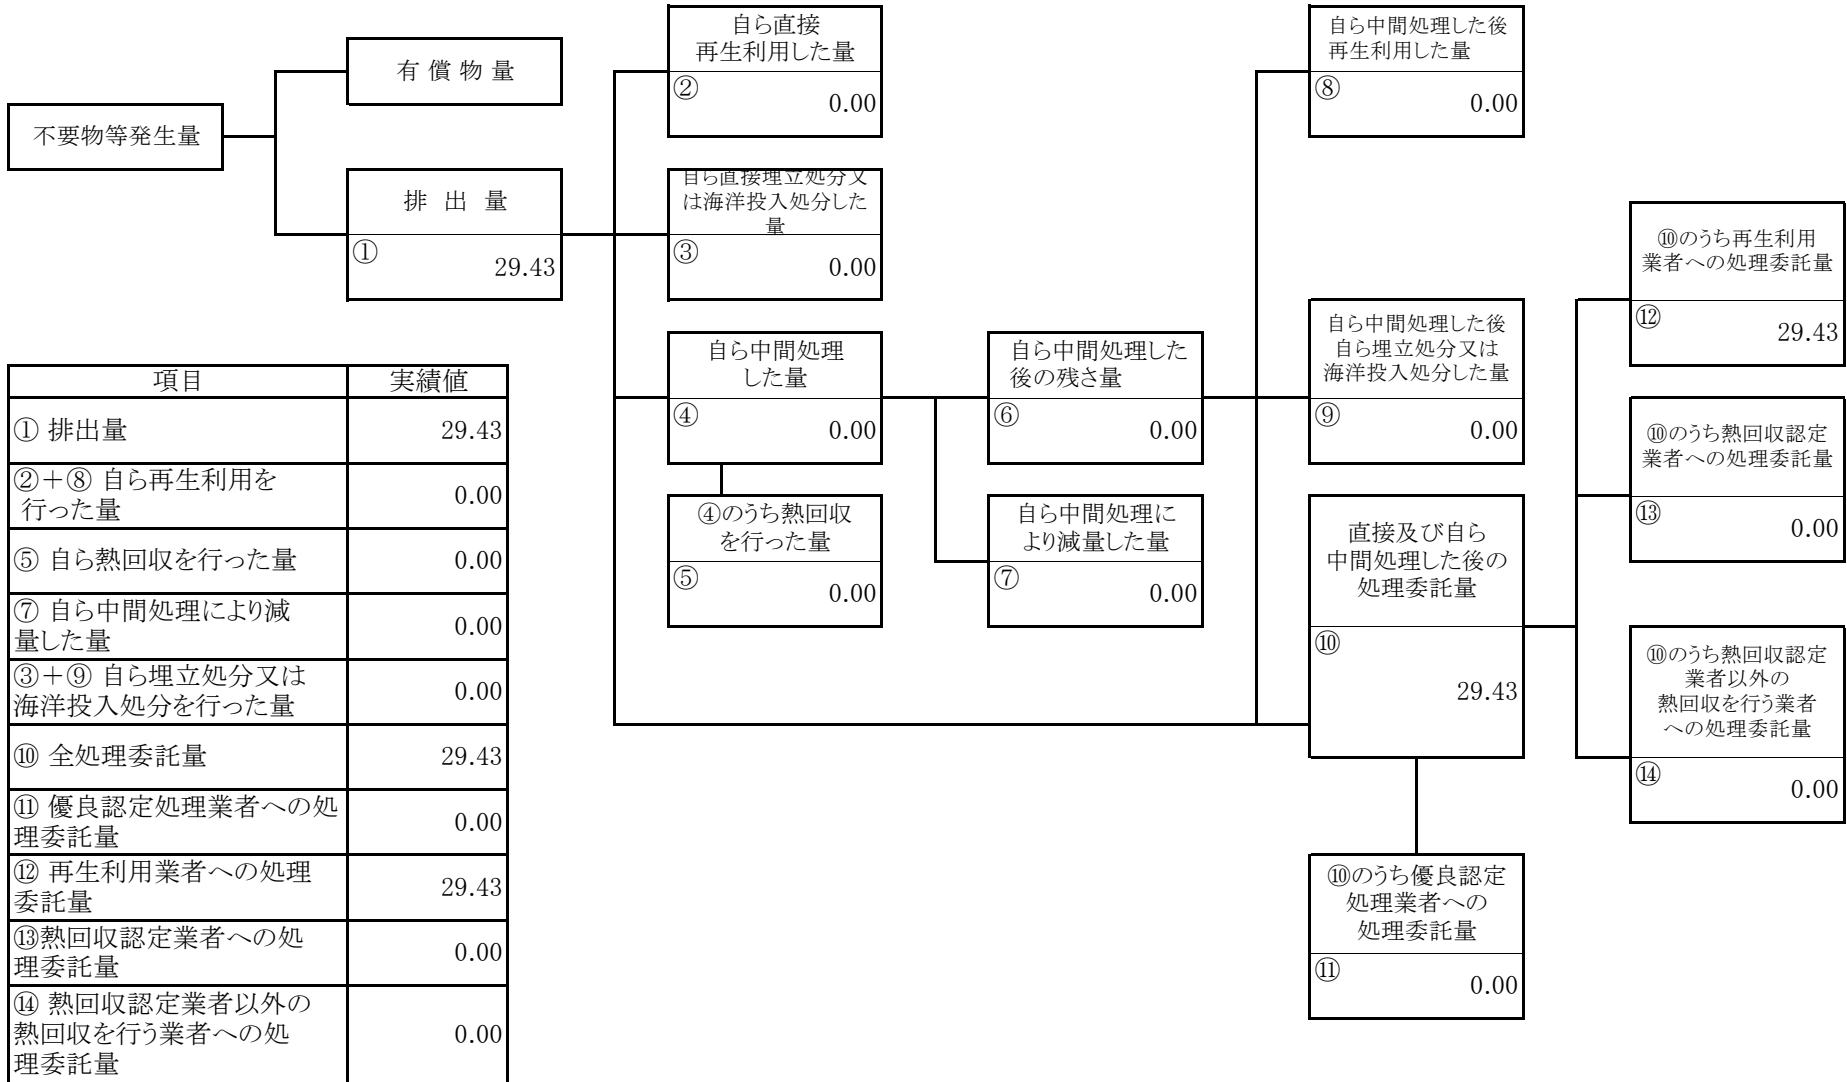 不要物等発生量
有 償 物 量
排 出 量
①
29.43
自ら直接
再生利用した量
②
0.00
自ら直接埋立処分又
は海洋投入処分した
量
③
0.00
自ら中間処理
した量
④
0.00
④のうち熱回収
を行った量
⑤
0.00
自ら中間処理した
後の残さ量
⑥
0.00
自ら中間処理に
より減量した量
⑦
0.00
自ら中間処理した後
再生利用した量
⑧
0.00
自ら中間処理した後
自ら埋立処分又は
海洋投入処分した量
⑨
0.00
直接及び自ら
中間処理した後の
処理委託量
⑩
29.43
⑩のうち優良認定
処理業者への
処理委託量
⑪
0.00
⑩のうち再生利用
業者への処理委託量
⑫
29.43
⑩のうち熱回収認定
業者への処理委託量
⑬
0.00
⑩のうち熱回収認定
業者以外の
熱回収を行う業者
への処理委託量
⑭
0.00
項目 実績値
① 排出量 29.43
②＋⑧ 自ら再生利用を
行った量 0.00
⑤ 自ら熱回収を行った量 0.00
⑦ 自ら中間処理により減
量した量 0.00
③＋⑨ 自ら埋立処分又は
海洋投入処分を行った量 0.00
⑩ 全処理委託量 29.43
⑪ 優良認定処理業者への処
理委託量 0.00
⑫ 再生利用業者への処理
委託量 29.43
⑬熱回収認定業者への処
理委託量 0.00
⑭ 熱回収認定業者以外の
熱回収を行う業者への処
理委託量 0.00